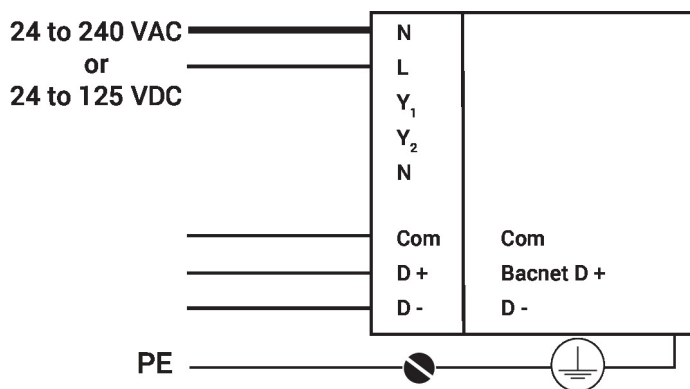 24 to 240 VAC
or
24 to 125 VDC
N
L
Y₁
Y₂
N
Com
D +
D -
Com
Bacnet D +
D -
PE